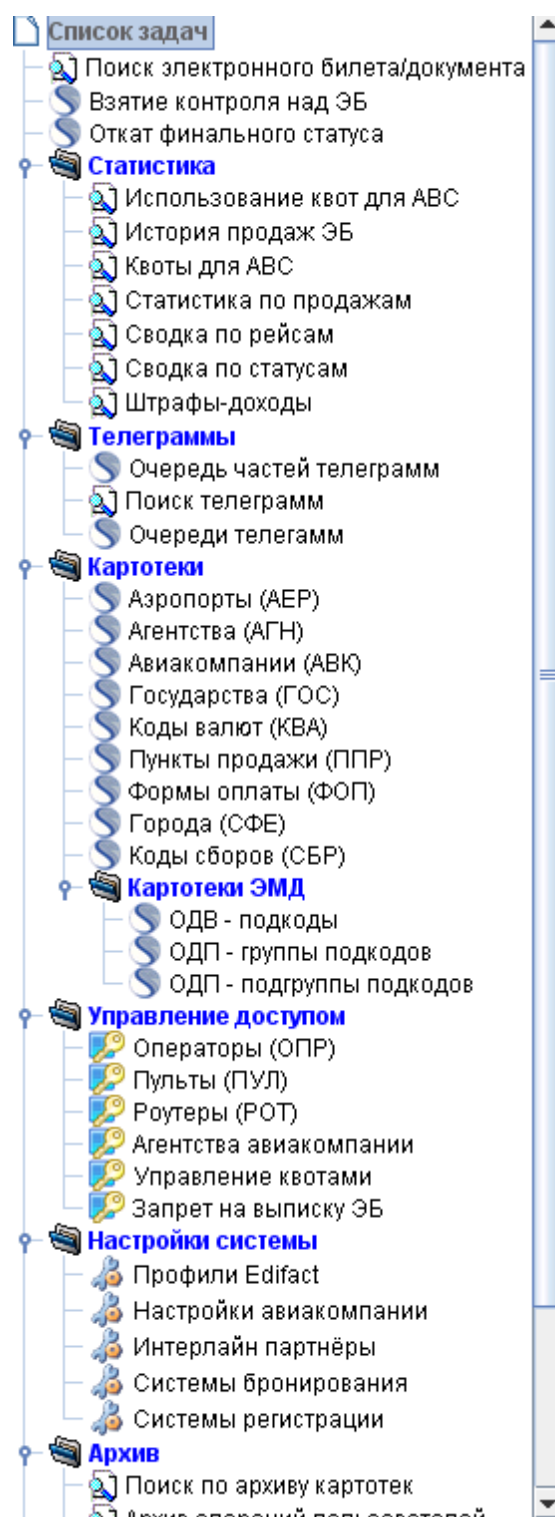 Список задач
Поиск электронного билета/документа
Взятие контроля над ЭБ
Откат финального статуса
Статистика
Использование квот для АВС
История продаж ЭБ
Квоты для АВС
Статистика по продажам
Сводка по рейсам
Сводка по статусам
Штрафы-доходы
Телеграммы
Очередь частей телеграмм
Поиск телеграмм
Очереди телегамм
Картотеки
Аэропорты (АЕР)
Агентства (АГН)
Авиакомпании (АВК)
Государства (ГОС)
Коды валют (КВА)
Пункты продажи (ППР)
Формы оплаты (ФОП)
Города (СФЕ)
Коды сборов (СБР)
Картотеки ЭМД
ОДВ - подкоды
ОДП - группы подкодов
ОДП - подгруппы подкодов
Управление доступом
Операторы (ОПР)
Пульты (ПУЛ)
Роутеры (РОТ)
Агентства авиакомпании
Управление квотами
Запрет на выписку ЭБ
Настройки системы
Профили Edifact
Настройки авиакомпании
Интерлайн партнёры
Системы бронирования
Системы регистрации
Архив
Поиск по архиву картотек
Архив операций пользователей